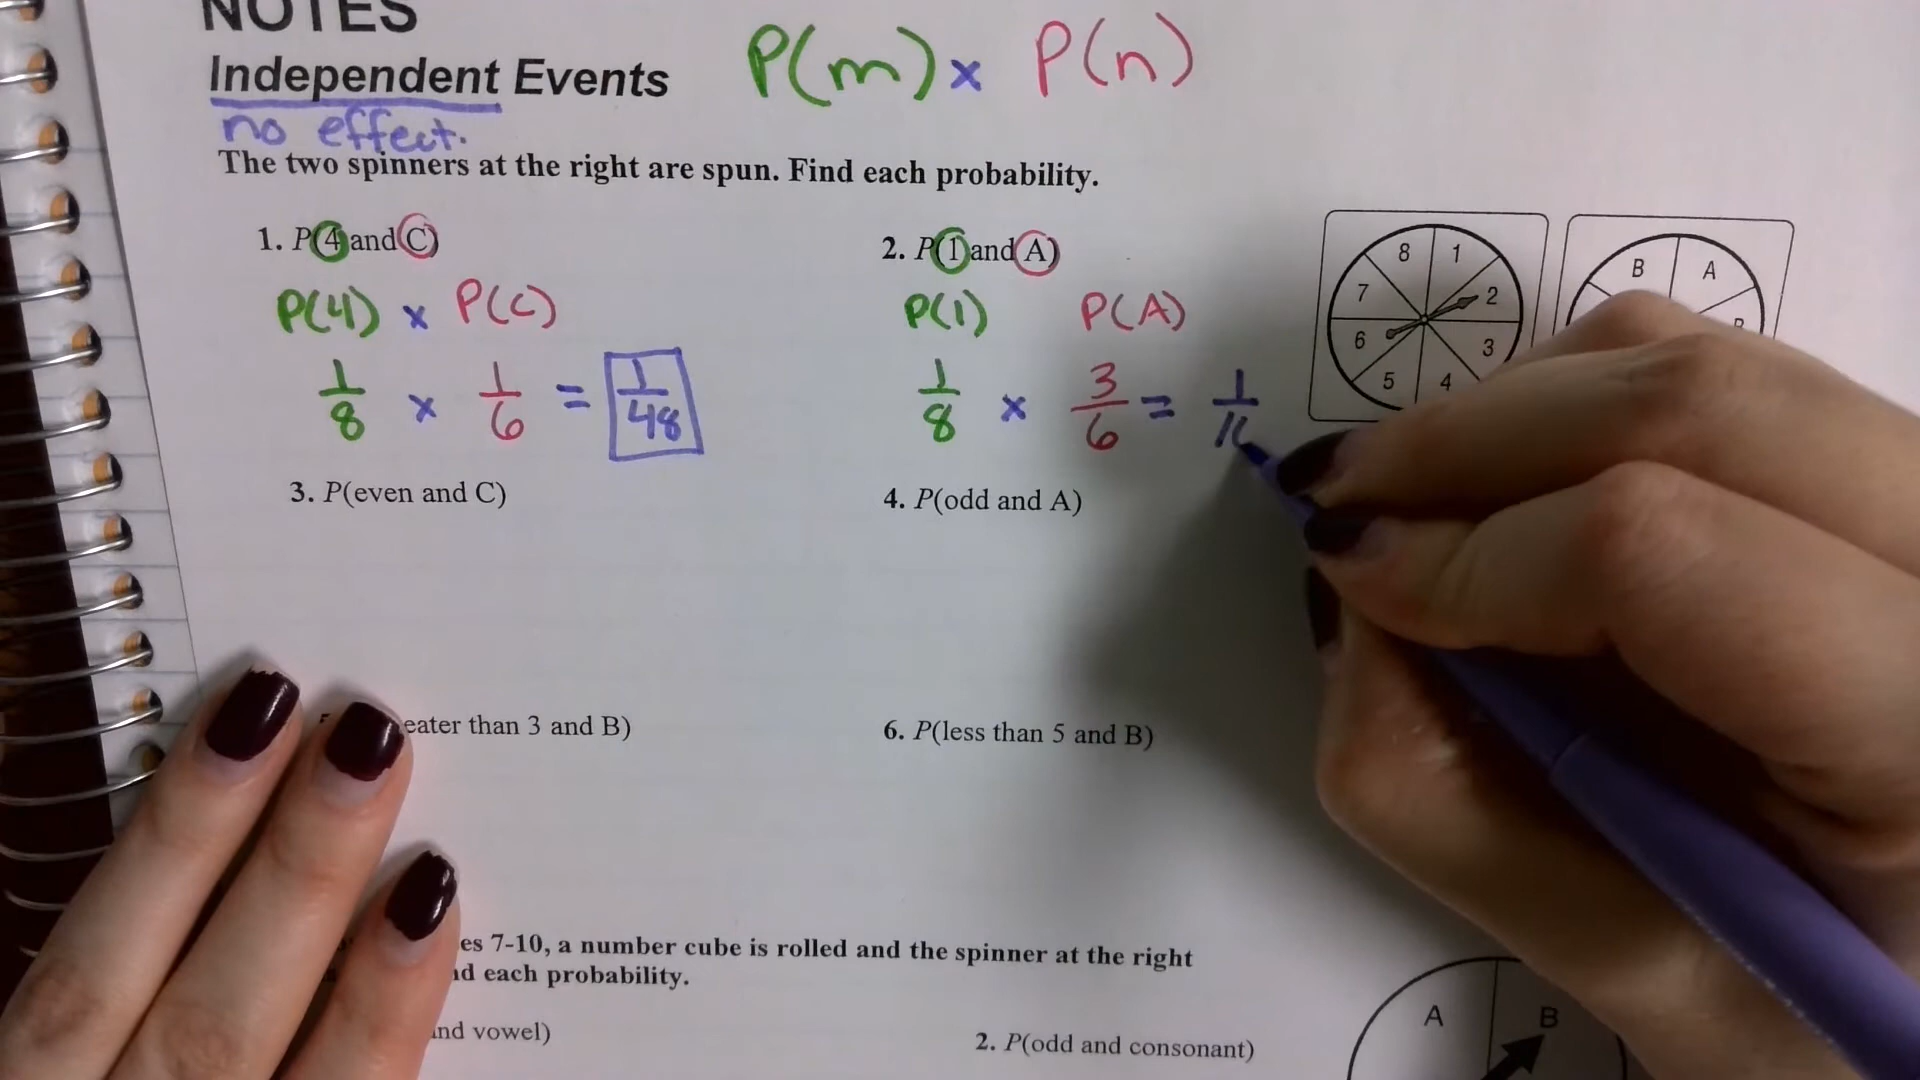 NOTES
Independent Events P(m) x P(n)
no effect.
The two spinners at the right are spun. Find each probability.
1. P(4 and C)
P(4) x P(C)
1/8 x 1/6 = 1/48
2. P(1 and A)
P(1) P(A)
1/8 x 3/6 = 1/1
8 1
7 2
6 3
5 4
B A
3. P(even and C)
4. P(odd and A)
eater than 3 and B)
6. P(less than 5 and B)
es 7-10, a number cube is rolled and the spinner at the right
d each probability.
nd vowel)
2. P(odd and consonant)
A B